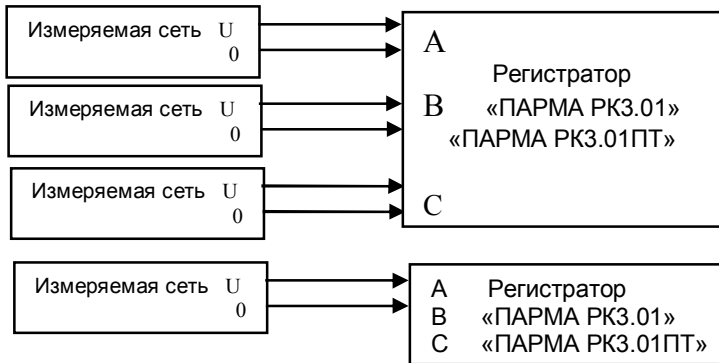 Измеряемая сеть U
0
A
Регистратор
Измеряемая сеть U
0
B «ПАРМА РК3.01»
«ПАРМА РК3.01ПТ»
Измеряемая сеть U
0
C
Измеряемая сеть U
0
A Регистратор
B «ПАРМА РК3.01»
C «ПАРМА РК3.01ПТ»